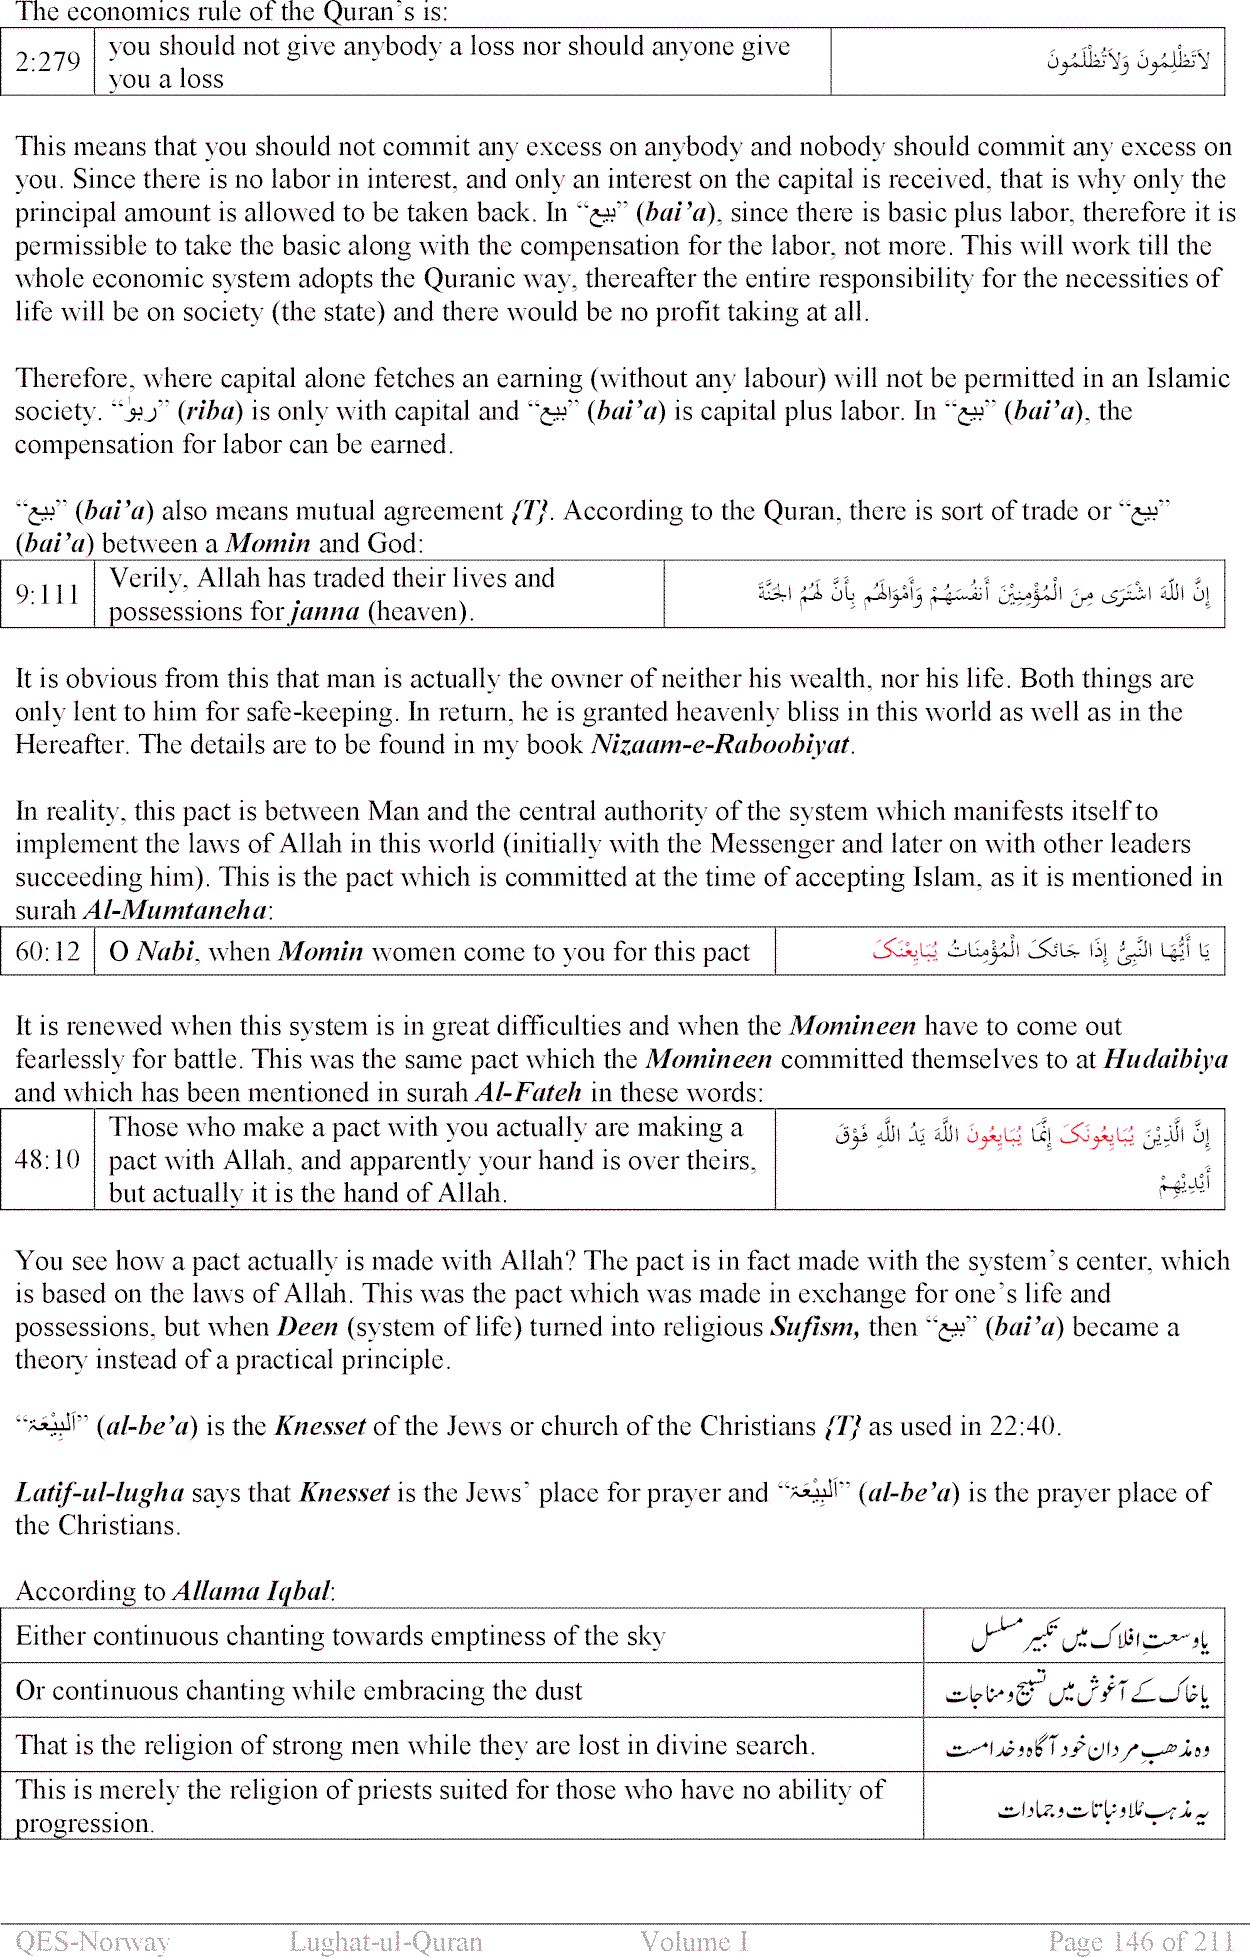 The economics rule of the Quran's is:
2:279 you should not give anybody a loss nor should anyone give لاَتَظْلِمُونَ وَلاَتُظْلَمُونَ
you a loss
This means that you should not commit any excess on anybody and nobody should commit any excess on
you. Since there is no labor in interest, and only an interest on the capital is received, that is why only the
principal amount is allowed to be taken back. In “بیع” (bai’a), since there is basic plus labor, therefore it is
permissible to take the basic along with the compensation for the labor, not more. This will work till the
whole economic system adopts the Quranic way, thereafter the entire responsibility for the necessities of
life will be on society (the state) and there would be no profit taking at all.
Therefore, where capital alone fetches an earning (without any labour) will not be permitted in an Islamic
society. “ربوٰ” (riba) is only with capital and “بیع” (bai’a) is capital plus labor. In “بیع” (bai’a), the
compensation for labor can be earned.
“بیع” (bai’a) also means mutual agreement {T}. According to the Quran, there is sort of trade or “بیع”
(bai’a) between a Momin and God:
9:111 Verily, Allah has traded their lives and إِنَّ اللّهَ اشْتَرَى مِنَ الْمُؤْمِنِيْنَ أَنفُسَهُمْ وَأَمْوَالَهُم بِأَنَّ لَهُمُ الْجَنَّةَ
possessions for janna (heaven).
It is obvious from this that man is actually the owner of neither his wealth, nor his life. Both things are
only lent to him for safe-keeping. In return, he is granted heavenly bliss in this world as well as in the
Hereafter. The details are to be found in my book Nizaam-e-Raboobiyat.
In reality, this pact is between Man and the central authority of the system which manifests itself to
implement the laws of Allah in this world (initially with the Messenger and later on with other leaders
succeeding him). This is the pact which is committed at the time of accepting Islam, as it is mentioned in
surah Al-Mumtaneha:
60:12 O Nabi, when Momin women come to you for this pact يَا أَيُّهَا النَّبِىُّ إِذَا جَائکَ الْمُؤْمِنَاتُ يُبَايِعْنَکَ
It is renewed when this system is in great difficulties and when the Momineen have to come out
fearlessly for battle. This was the same pact which the Momineen committed themselves to at Hudaibiya
and which has been mentioned in surah Al-Fateh in these words:
48:10 Those who make a pact with you actually are making a إِنَّ الَّذِيْنَ يُبَايِعُونَکَ إِنَّمَا يُبَايِعُونَ اللَّهَ يَدُ اللَّهِ فَوْقَ
pact with Allah, and apparently your hand is over theirs, أَيْدِيْهِمْ
but actually it is the hand of Allah.
You see how a pact actually is made with Allah? The pact is in fact made with the system’s center, which
is based on the laws of Allah. This was the pact which was made in exchange for one’s life and
possessions, but when Deen (system of life) turned into religious Sufism, then “بیع” (bai’a) became a
theory instead of a practical principle.
“اَلْبِيْعَة” (al-be’a) is the Knesset of the Jews or church of the Christians {T} as used in 22:40.
Latif-ul-lugha says that Knesset is the Jews’ place for prayer and “اَلْبِيْعَة” (al-be’a) is the prayer place of
the Christians.
According to Allama Iqbal:
Either continuous chanting towards emptiness of the sky یا وسعتِ افلاک میں تکبیر مسلسل
Or continuous chanting while embracing the dust یا خاک کے آغوش میں تسبیح و مناجات
That is the religion of strong men while they are lost in divine search. وہ مذھبِ مردان خود آگاہ و خدا مست
This is merely the religion of priests suited for those who have no ability of یہ مذہب مُلا و نباتات و جمادات
progression.
QES-Norway Lughat-ul-Quran Volume I Page 146 of 211